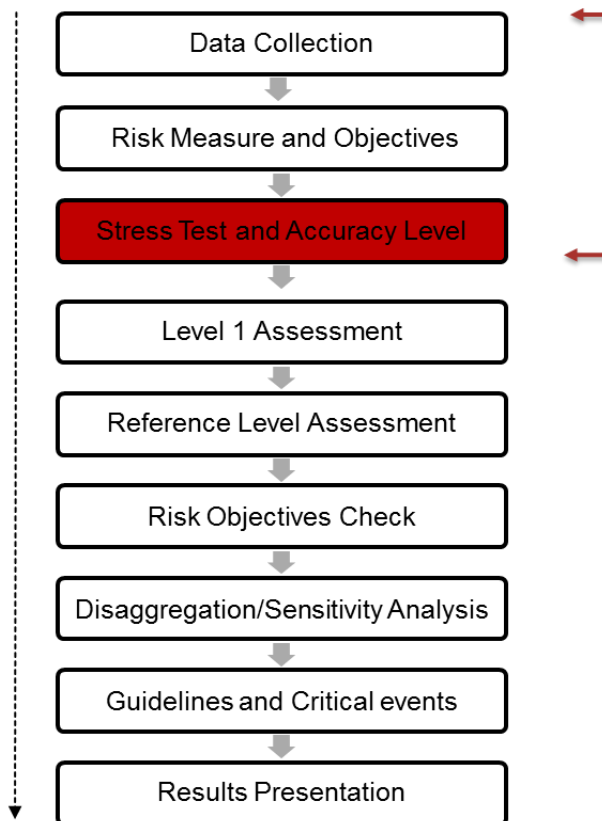 Data Collection
Risk Measure and Objectives
Stress Test and Accuracy Level
Level 1 Assessment
Reference Level Assessment
Risk Objectives Check
Disaggregation/Sensitivity Analysis
Guidelines and Critical events
Results Presentation